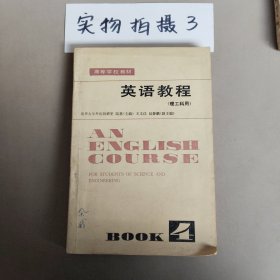 实物拍摄3
高等学校教材
英语教程
(理工科用)
AN
ENGLISH
COURSE
FOR STUDENTS OF SCIENCE AND
ENGINEERING
BOOK 4